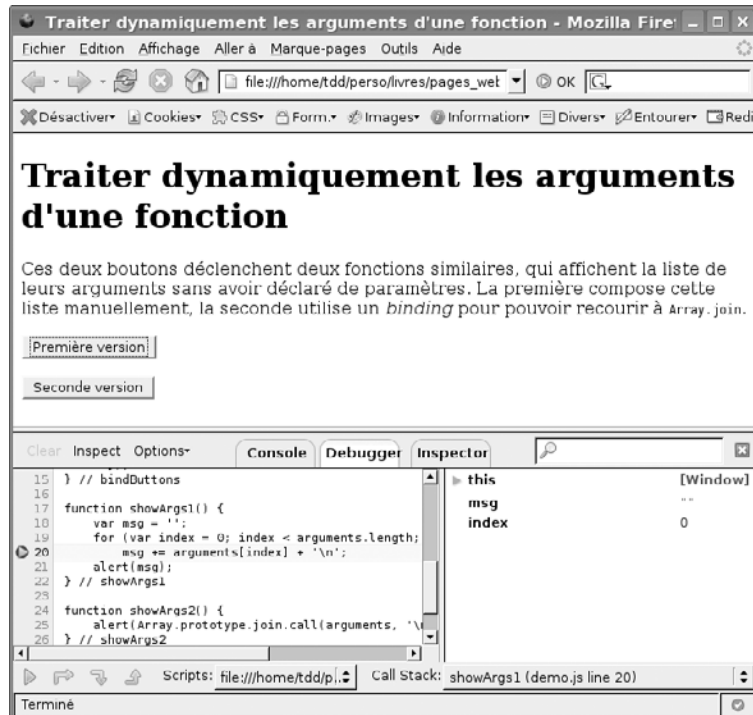 Traiter dynamiquement les arguments d'une fonction - Mozilla Fire
Fichier Edition Affichage Aller à Marque-pages Outils Aide
file:///home/tdd/perso/livres/pages_wet OK G
Désactiver Cookies CSS Form. Images Information Divers Entourer Redi
Traiter dynamiquement les arguments
d'une fonction
Ces deux boutons déclenchent deux fonctions similaires, qui affichent la liste de
leurs arguments sans avoir déclaré de paramètres. La première compose cette
liste manuellement, la seconde utilise un binding pour pouvoir recourir à Array.join.
Première version
Seconde version
Clear Inspect Options Console Debugger Inspector
15 } // bindButtons
16
17 function showArgs1() {
18 var msg = '';
19 for (var index = 0; index < arguments.length;
20 msg += arguments[index] + '\n';
21 alert(msg);
22 } // showArgs1
23
24 function showArgs2() {
25 alert(Array.prototype.join.call(arguments, '\
26 } // showArgs2
this [Window]
msg ""
index 0
Scripts: file:///home/tdd/p. Call Stack: showArgs1 (demo.js line 20)
Terminé